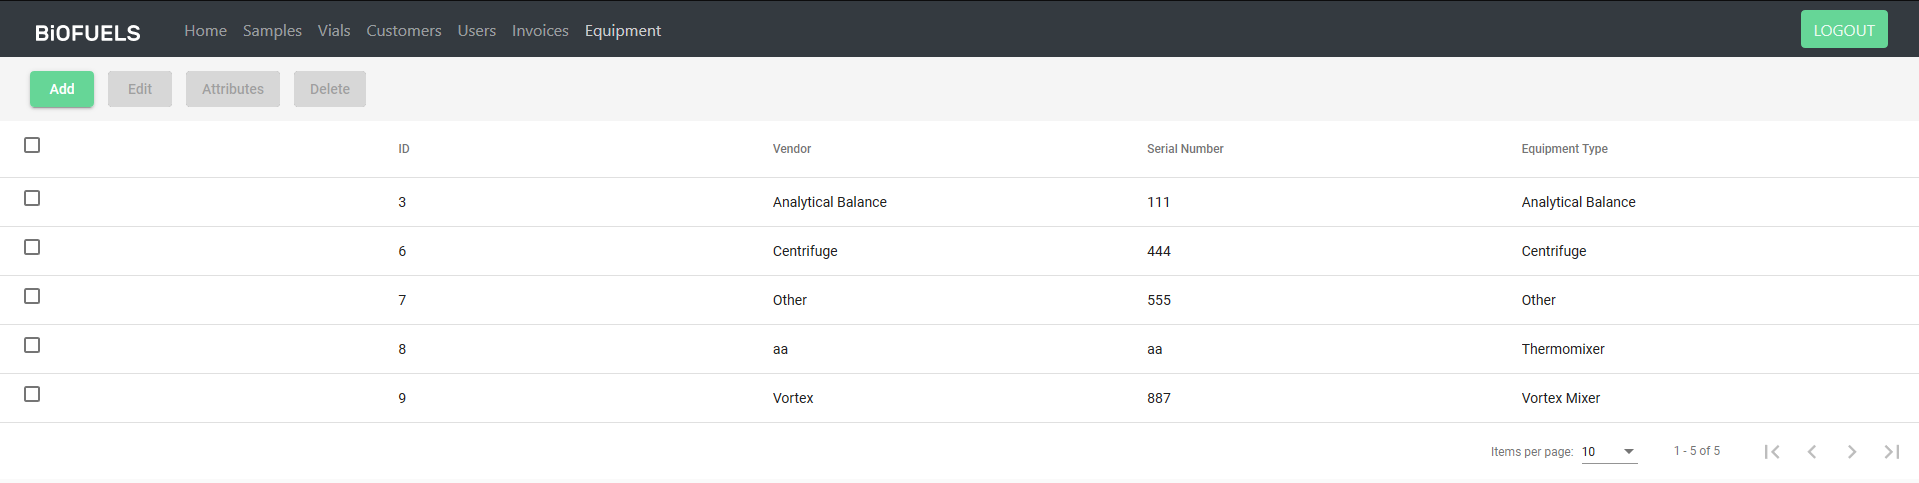 BiOFUELS Home Samples Vials Customers Users Invoices Equipment LOGOUT
Add Edit Attributes Delete
ID Vendor Serial Number Equipment Type
3 Analytical Balance 111 Analytical Balance
6 Centrifuge 444 Centrifuge
7 Other 555 Other
8 aa aa Thermomixer
9 Vortex 887 Vortex Mixer
Items per page: 10 1 - 5 of 5